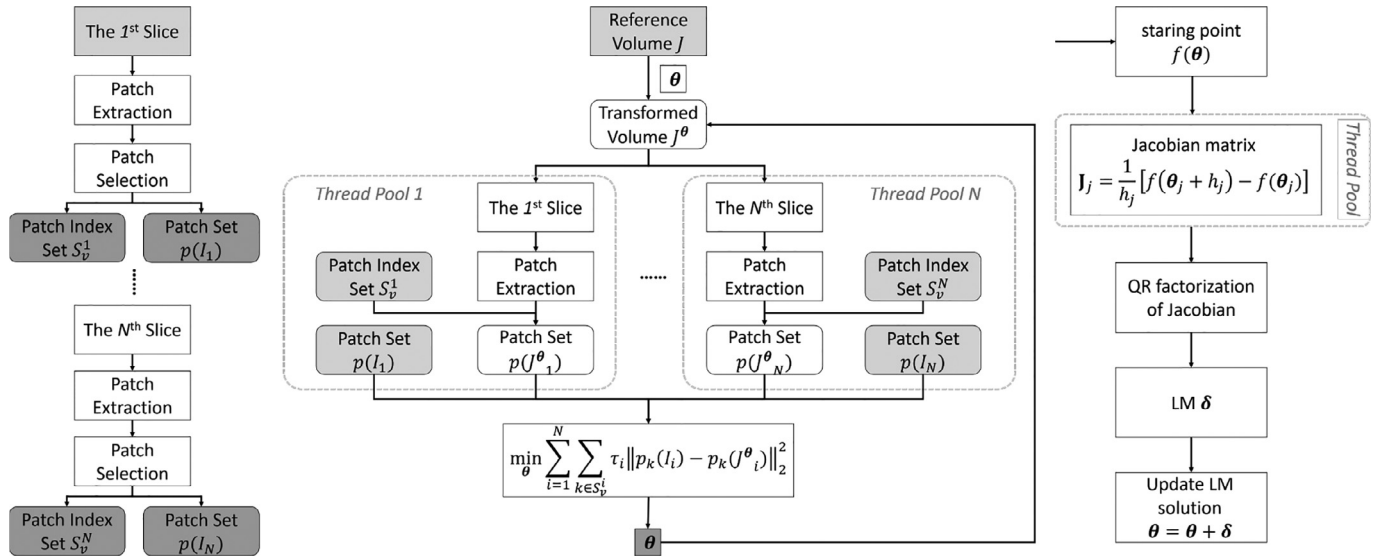 The 1st Slice
Patch
Extraction
Patch
Selection
Patch Index
Set S_v^1
Patch Set
p(I_1)
......
The Nth Slice
Patch
Extraction
Patch
Selection
Patch Index
Set S_v^N
Patch Set
p(I_N)
Reference
Volume J
θ
Transformed
Volume J^θ
Thread Pool 1
The 1st Slice
Patch Index
Set S_v^1
Patch
Extraction
Patch Set
p(I_1)
Patch Set
p(J^θ_1)
......
Thread Pool N
The Nth Slice
Patch
Extraction
Patch Index
Set S_v^N
Patch Set
p(J^θ_N)
Patch Set
p(I_N)
min_θ ∑_{i=1}^{N} ∑_{k∈S_v^i} τ_i‖p_k(I_i) − p_k(J^θ_i)‖_2^2
θ
staring point
f(θ)
Thread Pool
Jacobian matrix
J_j = 1/h_j [f(θ_j + h_j) − f(θ_j)]
QR factorization
of Jacobian
LM δ
Update LM
solution
θ = θ + δ